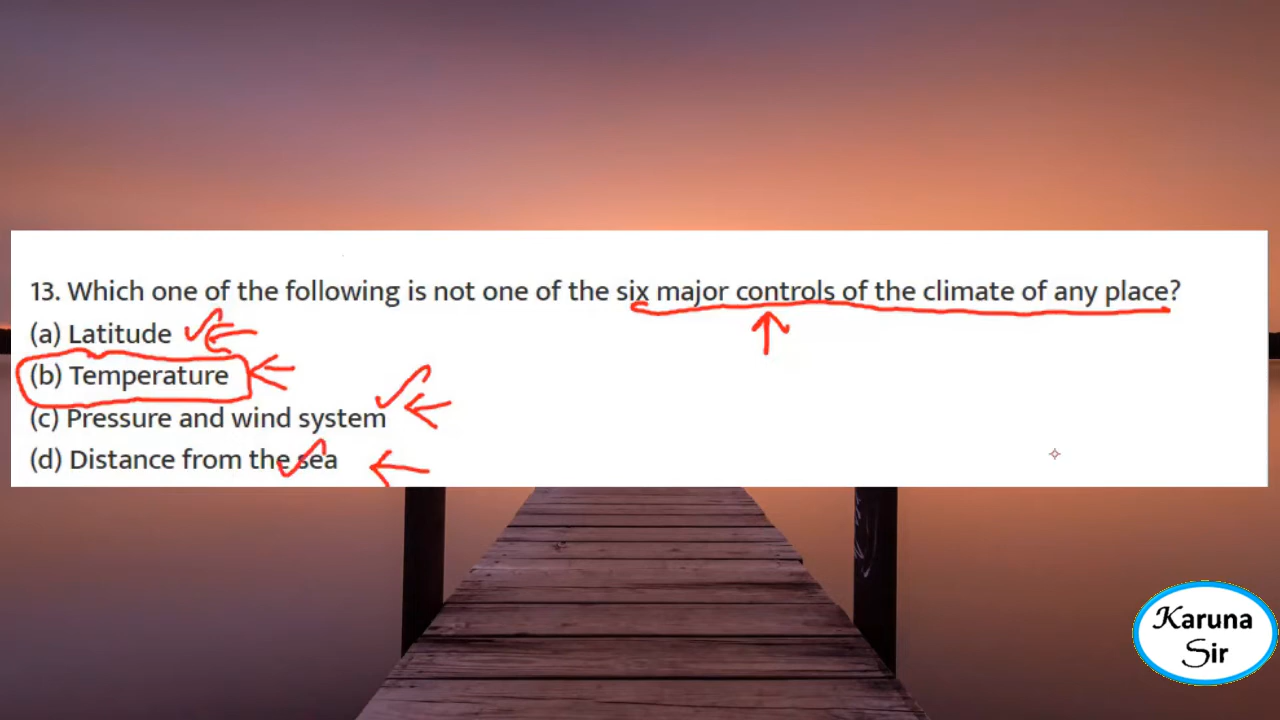 13. Which one of the following is not one of the six major controls of the climate of any place?
(a) Latitude
(b) Temperature
(c) Pressure and wind system
(d) Distance from the sea
Karuna
Sir